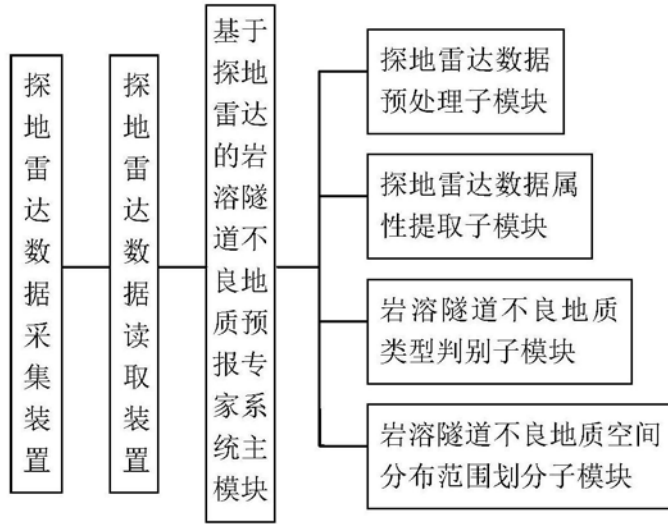 探地雷达数据采集装置
探地雷达数据读取装置
基于
探地
雷达
的岩
溶隧
道不
良地
质预
报专
家系
统主
模块
探地雷达数据
预处理子模块
探地雷达数据属
性提取子模块
岩溶隧道不良地质
类型判别子模块
岩溶隧道不良地质空间
分布范围划分子模块